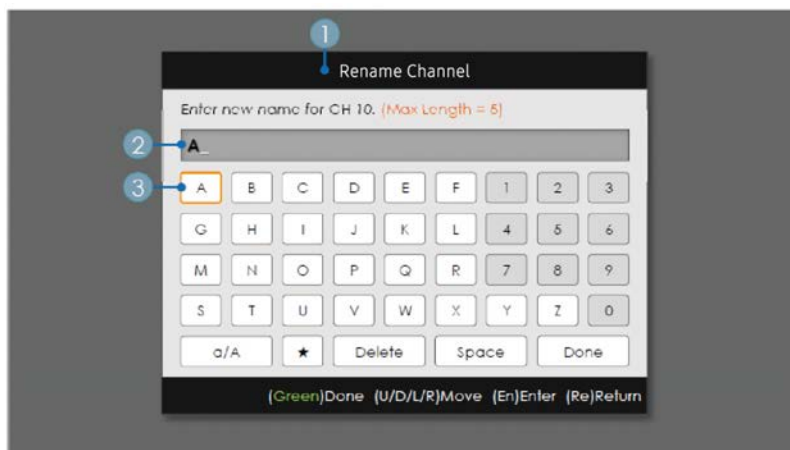 1
Rename Channel
Enter new name for CH 10. (Max Length = 5)
2
A_
3
A B C D E F 1 2 3
G H I J K L 4 5 6
M N O P Q R 7 8 9
S T U V W X Y Z 0
a/A ★ Delete Space Done
(Green)Done (U/D/L/R)Move (En)Enter (Re)Return